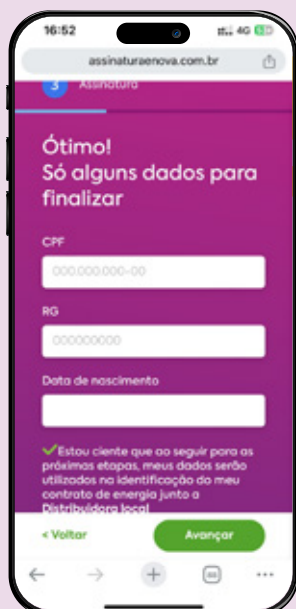 16:52
4G
assinaturaenova.com.br
3 Assinatura
Ótimo!
Só alguns dados para
finalizar
CPF
000.000.000-00
RG
000000000
Data de nascimento
Estou ciente que ao seguir para as
próximas etapas, meus dados serão
utilizados na identificação do meu
contrato de energia junto a
Distribuidora local
< Voltar
Avançar